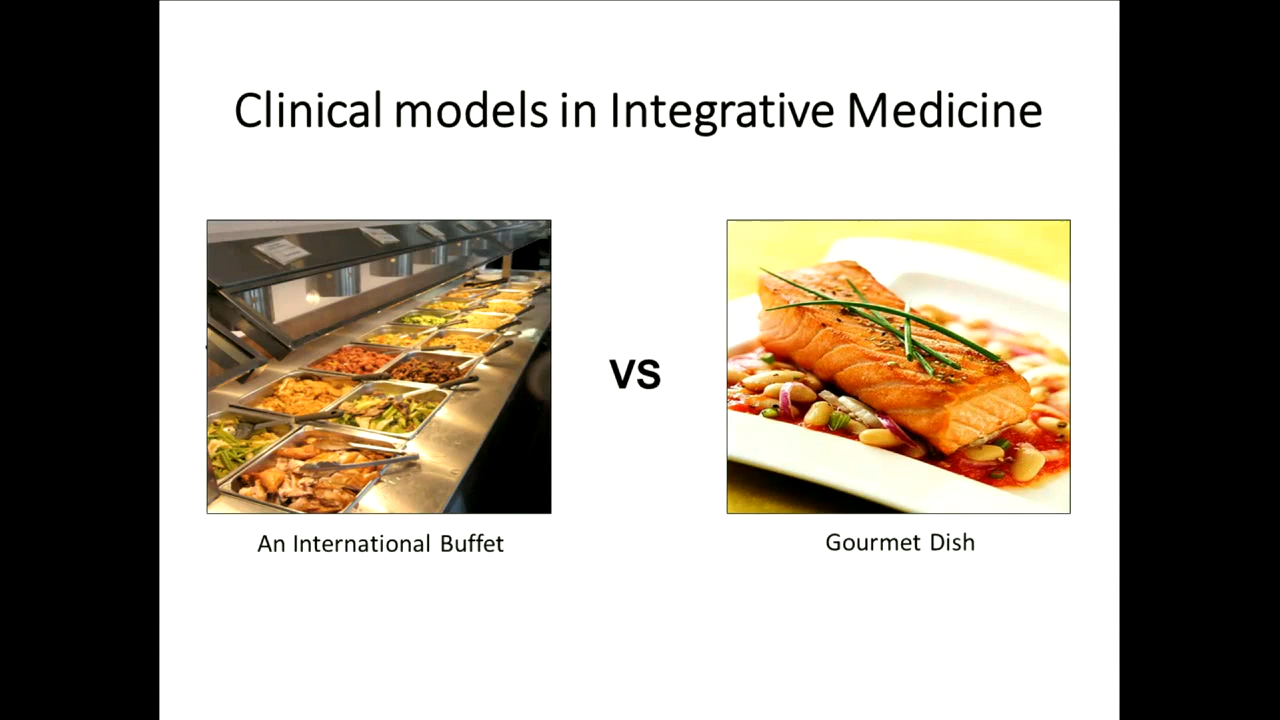 Clinical models in Integrative Medicine
VS
An International Buffet
Gourmet Dish